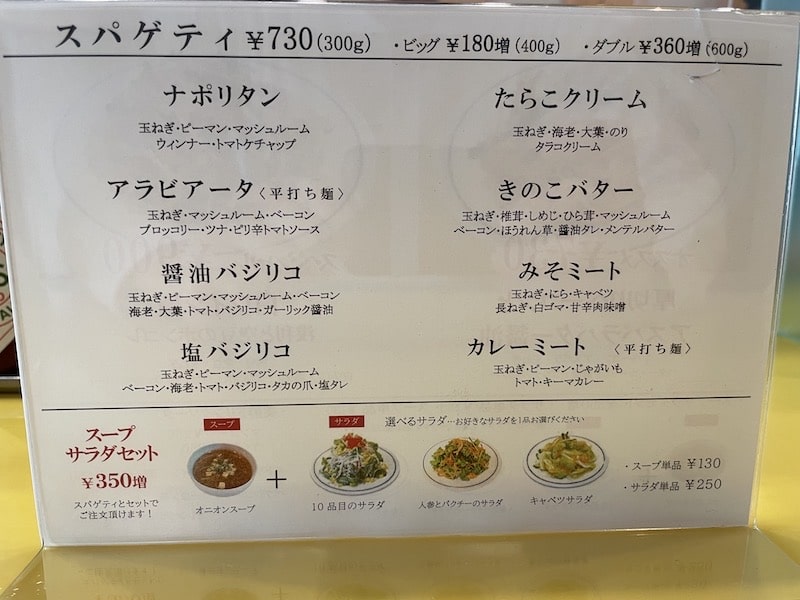 スパゲティ ¥730(300g) ・ビッグ ¥180増(400g) ・ダブル ¥360増(600g)
ナポリタン
玉ねぎ・ピーマン・マッシュルーム
ウィンナー・トマトケチャップ
たらこクリーム
玉ねぎ・海老・大葉・のり
タラコクリーム
アラビアータ〈平打ち麺〉
玉ねぎ・マッシュルーム・ベーコン
ブロッコリー・ツナ・ピリ辛トマトソース
きのこバター
玉ねぎ・椎茸・しめじ・ひら茸・マッシュルーム
ベーコン・ほうれん草・醤油タレ・メンテルバター
醤油バジリコ
玉ねぎ・ピーマン・マッシュルーム・ベーコン
海老・大葉・トマト・バジリコ・ガーリック醤油
みそミート
玉ねぎ・にら・キャベツ
長ねぎ・白ゴマ・甘辛肉味噌
塩バジリコ
玉ねぎ・ピーマン・マッシュルーム
ベーコン・海老・トマト・バジリコ・タカの爪・塩タレ
カレーミート 〈平打ち麺〉
玉ねぎ・ピーマン・じゃがいも
トマト・キーマカレー
スープ
サラダセット
¥350増
スパゲティとセットで
ご注文頂けます!
スープ
オニオンスープ
+
サラダ 選べるサラダ…お好きなサラダを1品お選びください
10品目のサラダ
人参とパクチーのサラダ
キャベツサラダ
・スープ単品 ¥130
・サラダ単品 ¥250